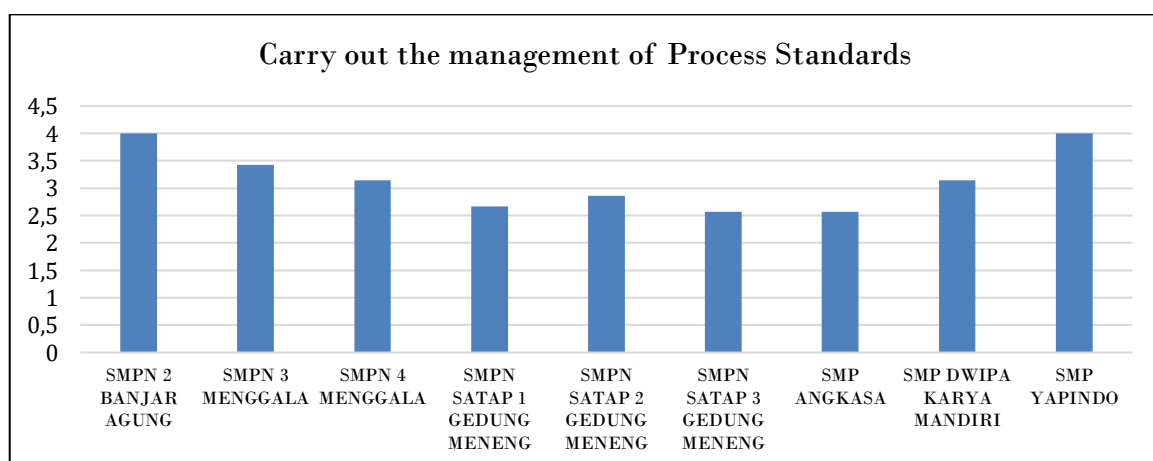 Carry out the management of Process Standards
4,5
4
3,5
3
2,5
2
1,5
1
0,5
0
SMPN 2
BANJAR
AGUNG
SMPN 3
MENGGALA
SMPN 4
MENGGALA
SMPN
SATAP 1
GEDUNG
MENENG
SMPN
SATAP 2
GEDUNG
MENENG
SMPN
SATAP 3
GEDUNG
MENENG
SMP
ANGKASA
SMP DWIPA
KARYA
MANDIRI
SMP
YAPINDO